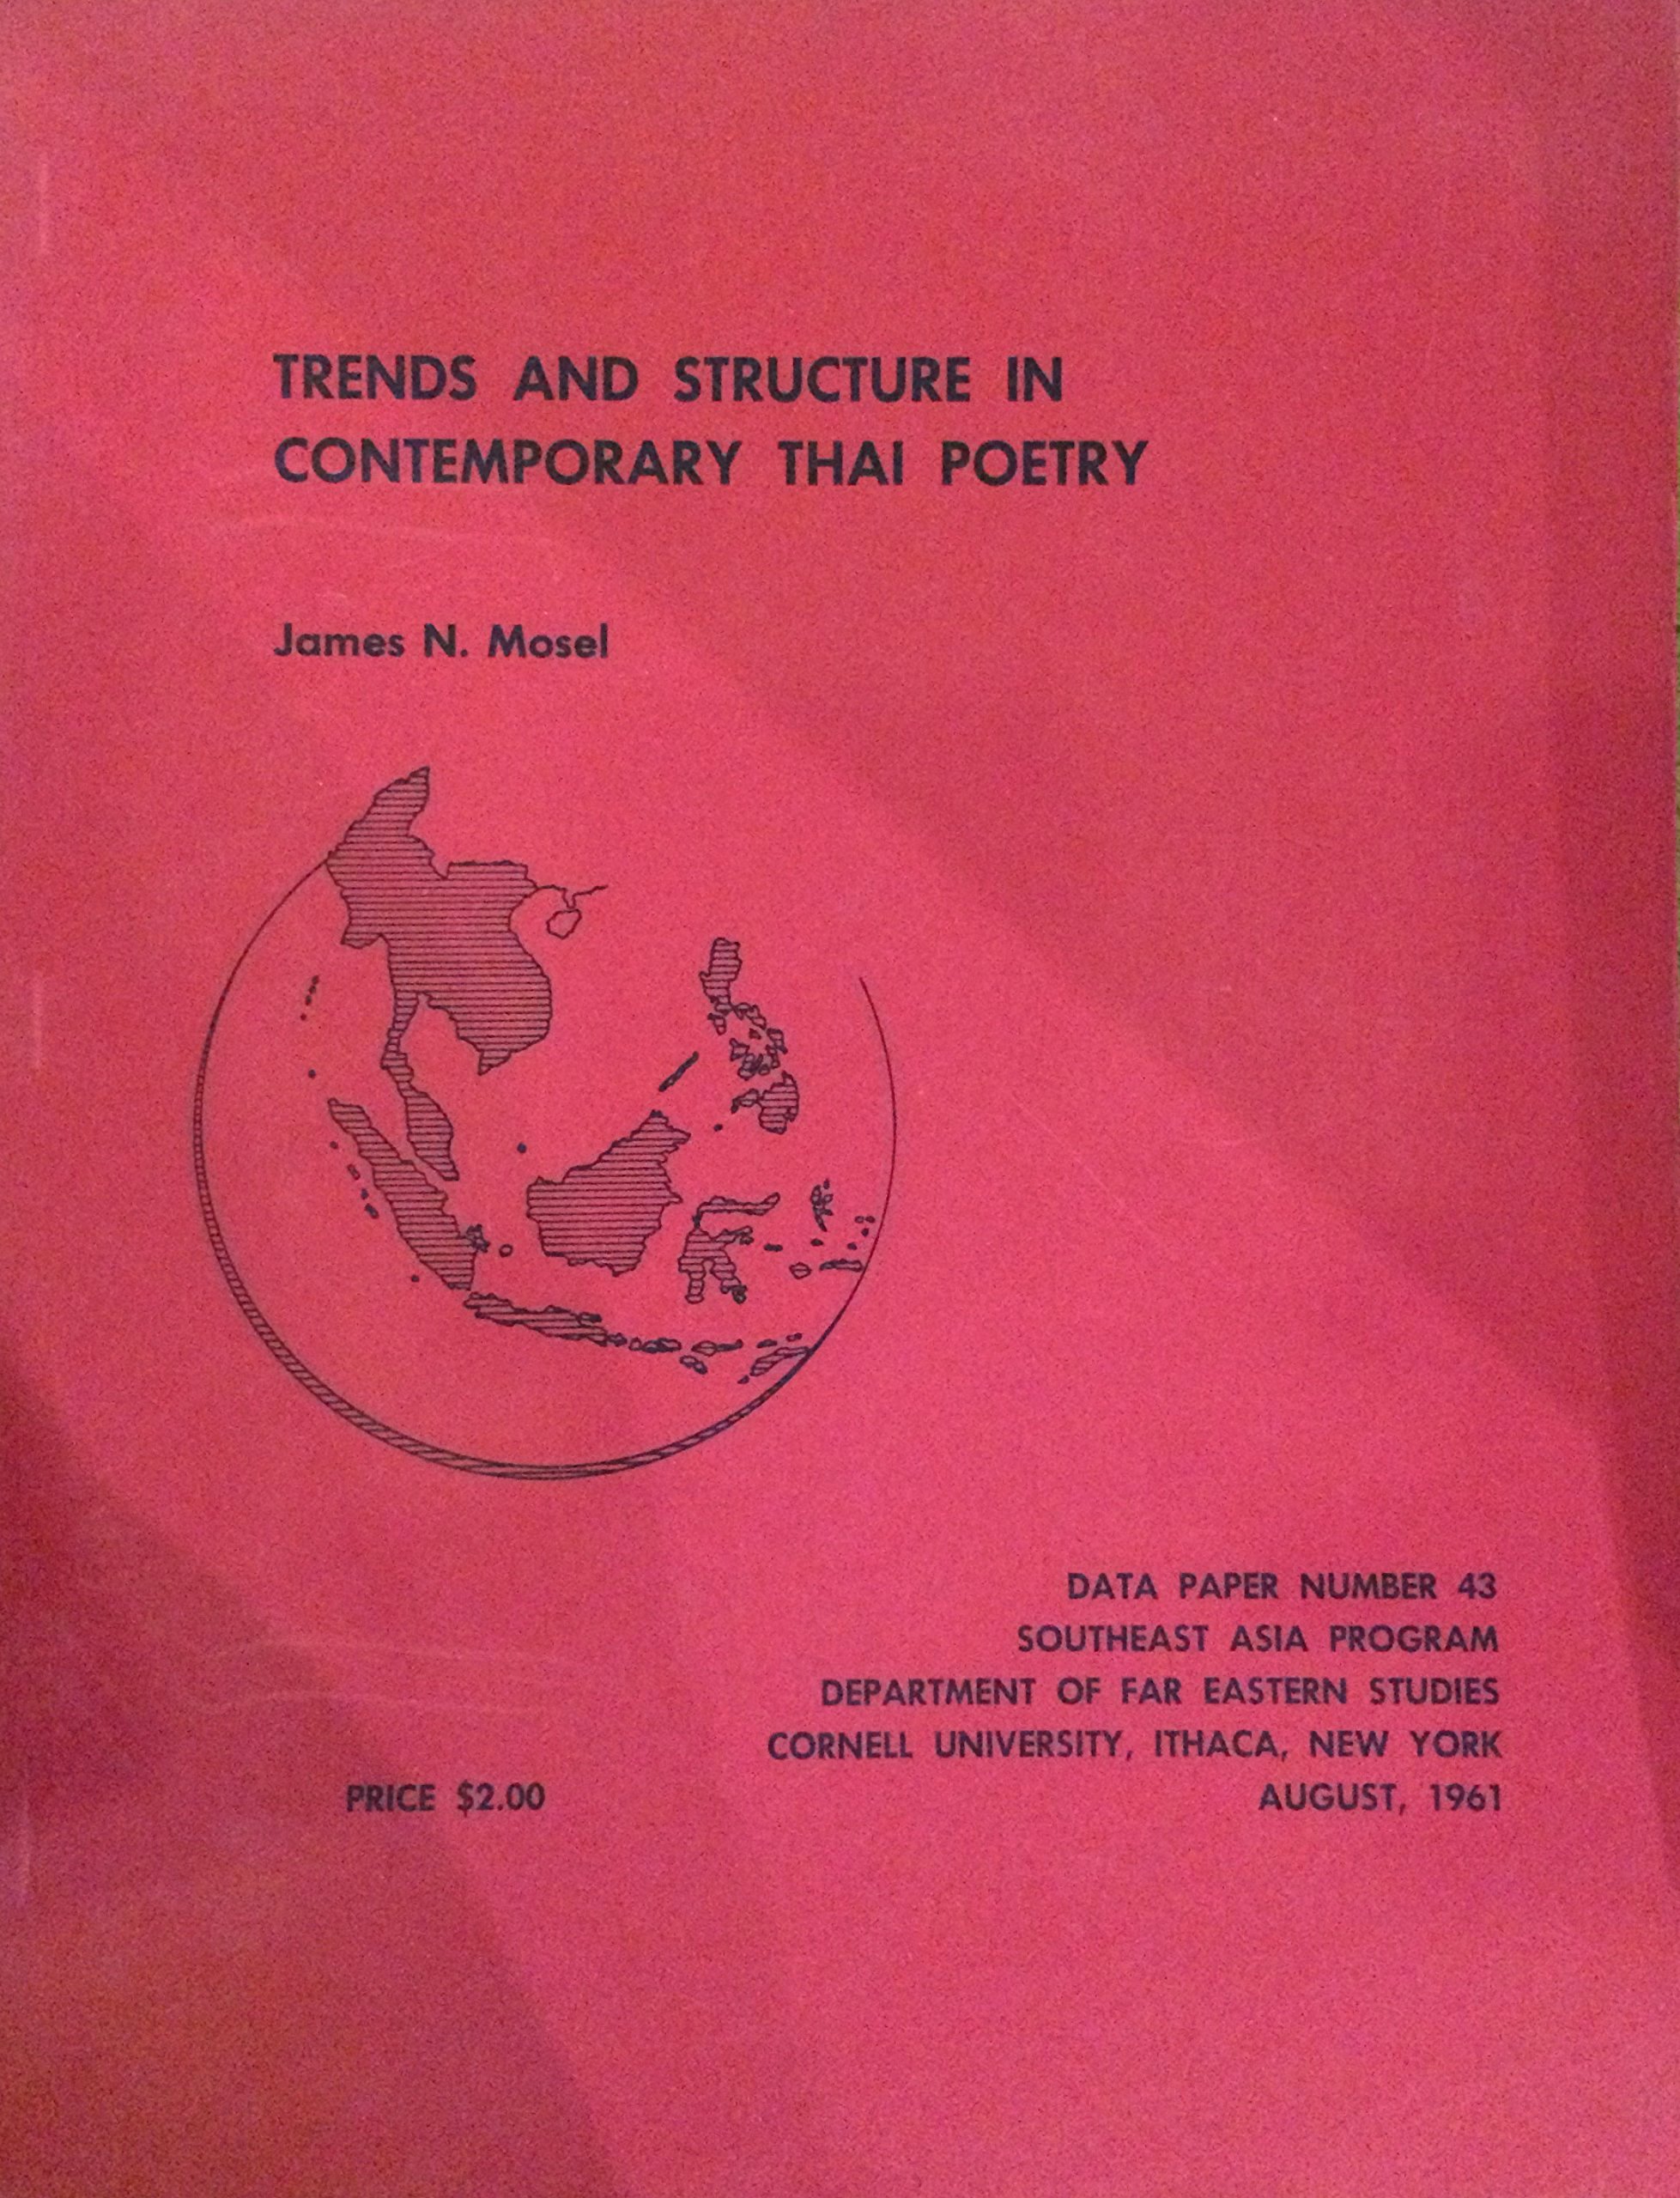 TRENDS AND STRUCTURE IN
CONTEMPORARY THAI POETRY
James N. Mosel
DATA PAPER NUMBER 43
SOUTHEAST ASIA PROGRAM
DEPARTMENT OF FAR EASTERN STUDIES
CORNELL UNIVERSITY, ITHACA, NEW YORK
PRICE $2.00
AUGUST, 1961